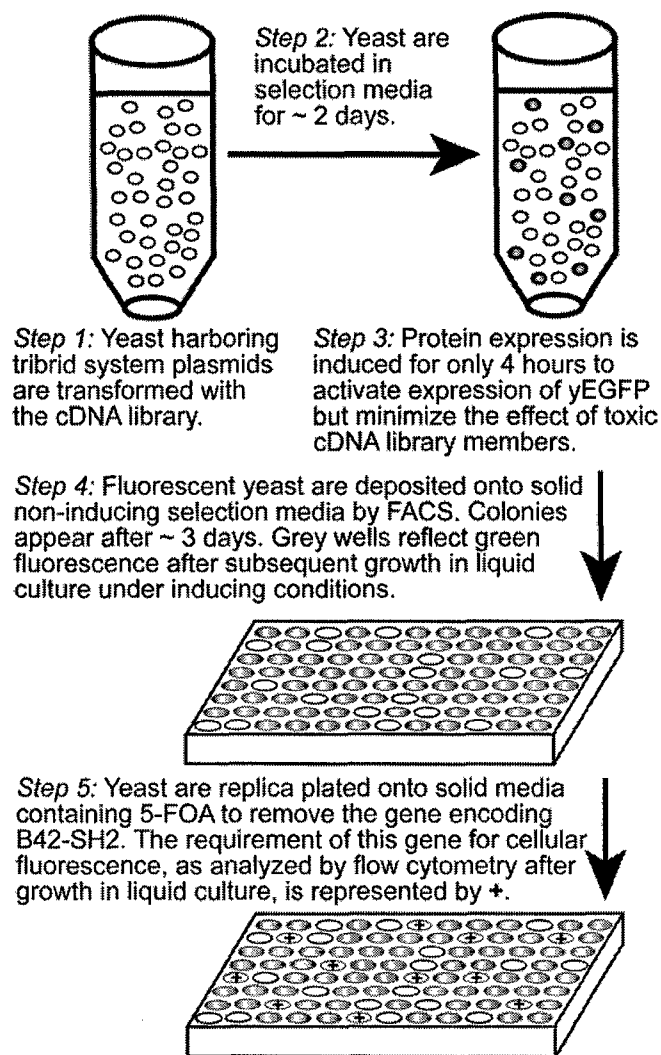 Step 2: Yeast are
incubated in
selection media
for ~ 2 days.
Step 1: Yeast harboring
tribrid system plasmids
are transformed with
the cDNA library.
Step 3: Protein expression is
induced for only 4 hours to
activate expression of yEGFP
but minimize the effect of toxic
cDNA library members.
Step 4: Fluorescent yeast are deposited onto solid
non-inducing selection media by FACS. Colonies
appear after ~ 3 days. Grey wells reflect green
fluorescence after subsequent growth in liquid
culture under inducing conditions.
Step 5: Yeast are replica plated onto solid media
containing 5-FOA to remove the gene encoding
B42-SH2. The requirement of this gene for cellular
fluorescence, as analyzed by flow cytometry after
growth in liquid culture, is represented by +.